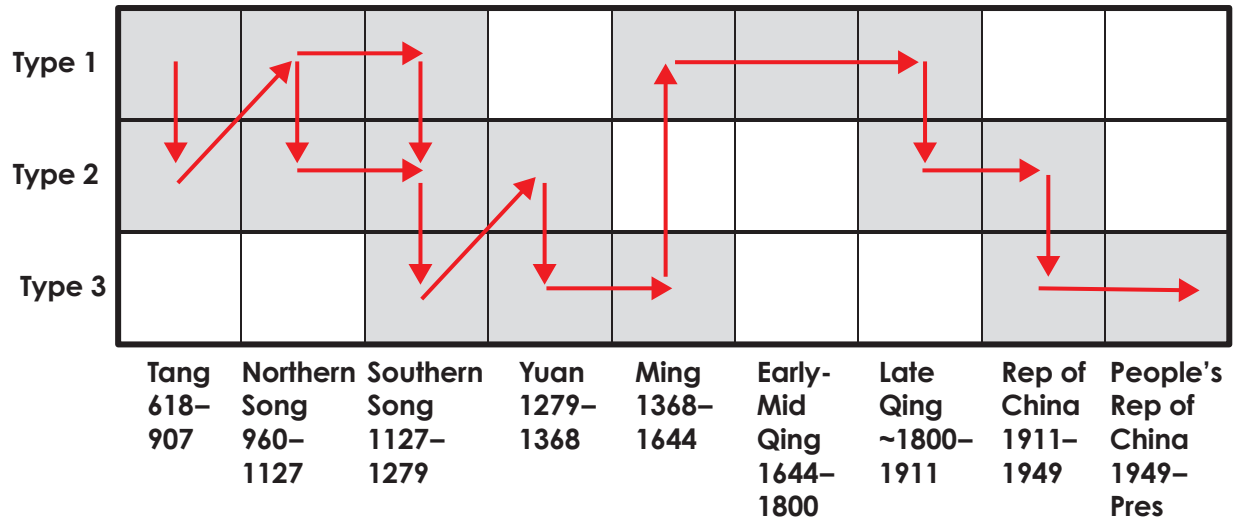 Type 1
Type 2
Type 3
Tang
618–
907
Northern
Song
960–
1127
Southern
Song
1127–
1279
Yuan
1279–
1368
Ming
1368–
1644
Early-
Mid
Qing
1644–
1800
Late
Qing
~1800–
1911
Rep of
China
1911–
1949
People’s
Rep of
China
1949–
Pres